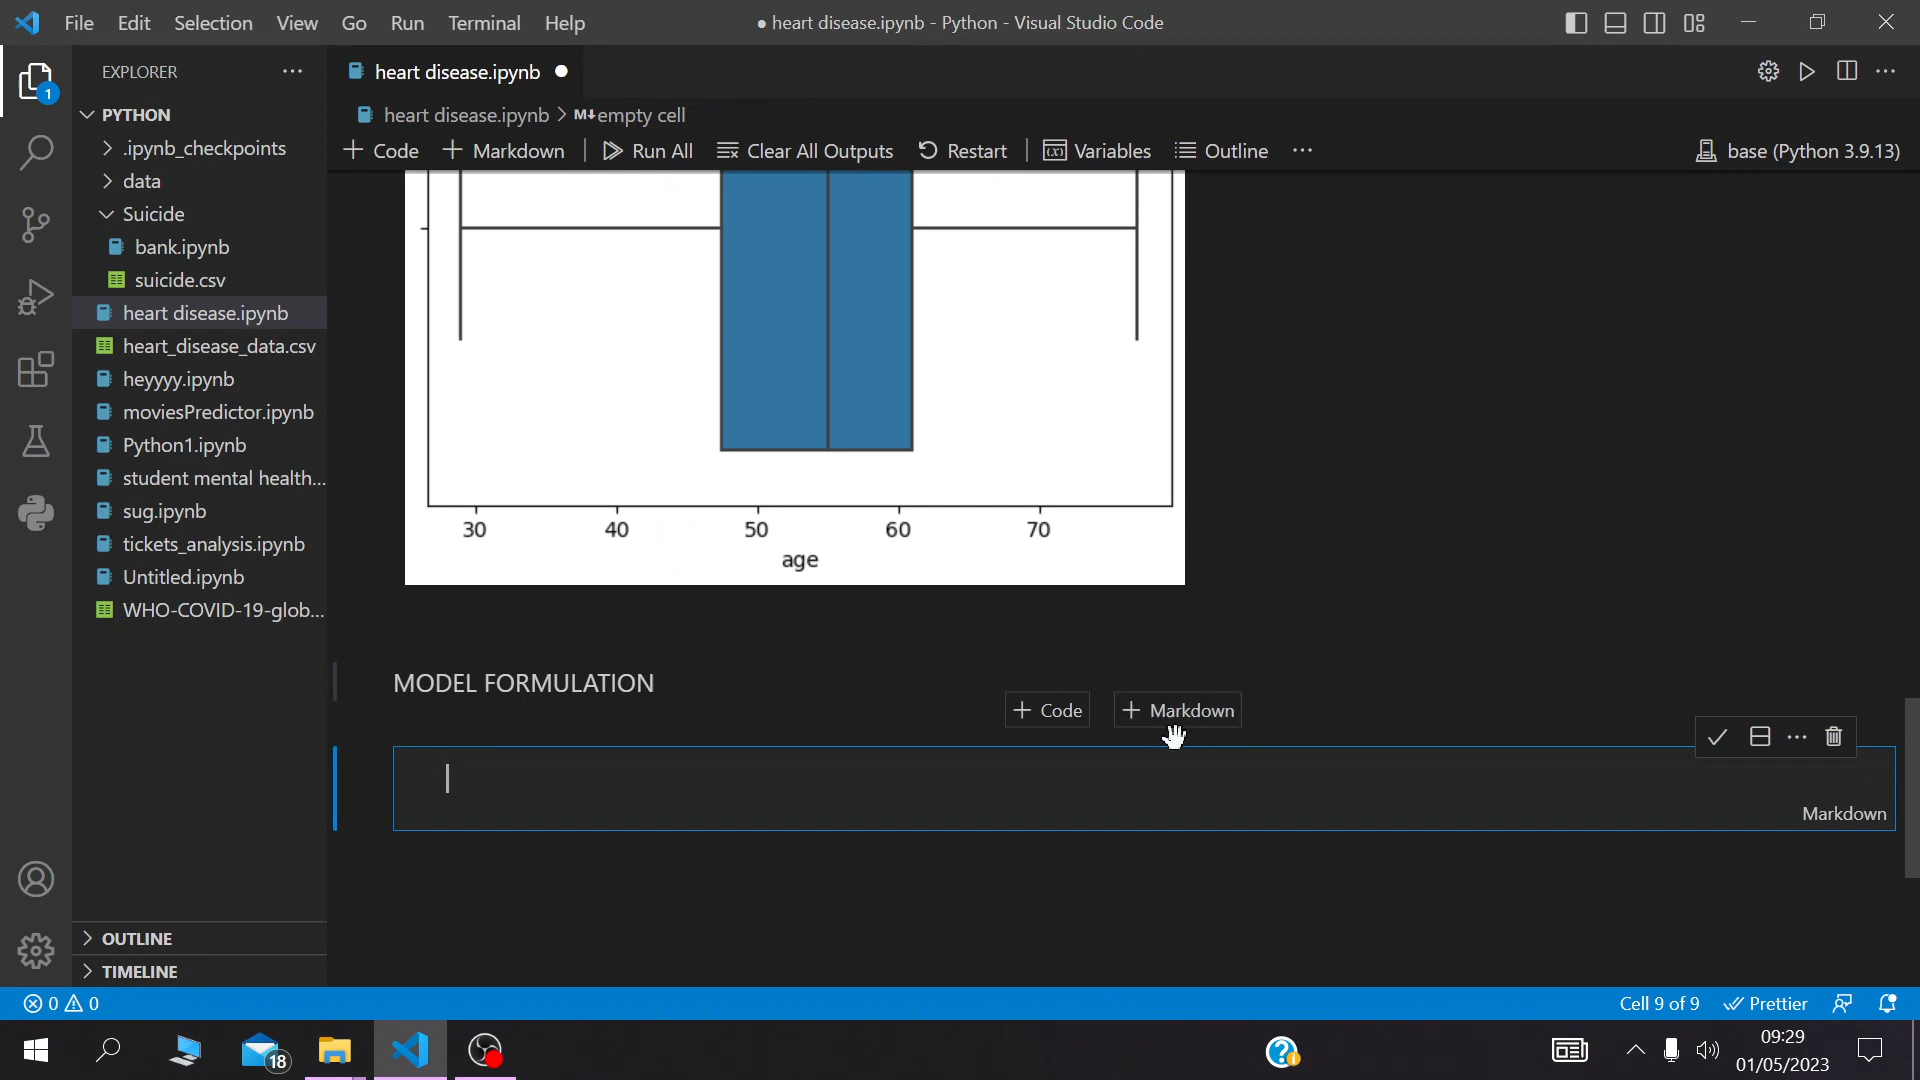 File Edit Selection View Go Run Terminal Help
● heart disease.ipynb - Python - Visual Studio Code
EXPLORER
1
PYTHON
.ipynb_checkpoints
data
Suicide
bank.ipynb
suicide.csv
heart disease.ipynb
heart_disease_data.csv
heyyyy.ipynb
moviesPredictor.ipynb
Python1.ipynb
student mental health...
sug.ipynb
tickets_analysis.ipynb
Untitled.ipynb
WHO-COVID-19-glob...
OUTLINE
TIMELINE
heart disease.ipynb
heart disease.ipynb > M↓ empty cell
+ Code + Markdown Run All Clear All Outputs Restart (x) Variables Outline ...
base (Python 3.9.13)
30 40 50 60 70
age
MODEL FORMULATION
+ Code + Markdown
Markdown
0 0
Cell 9 of 9 Prettier
18
09:29
01/05/2023